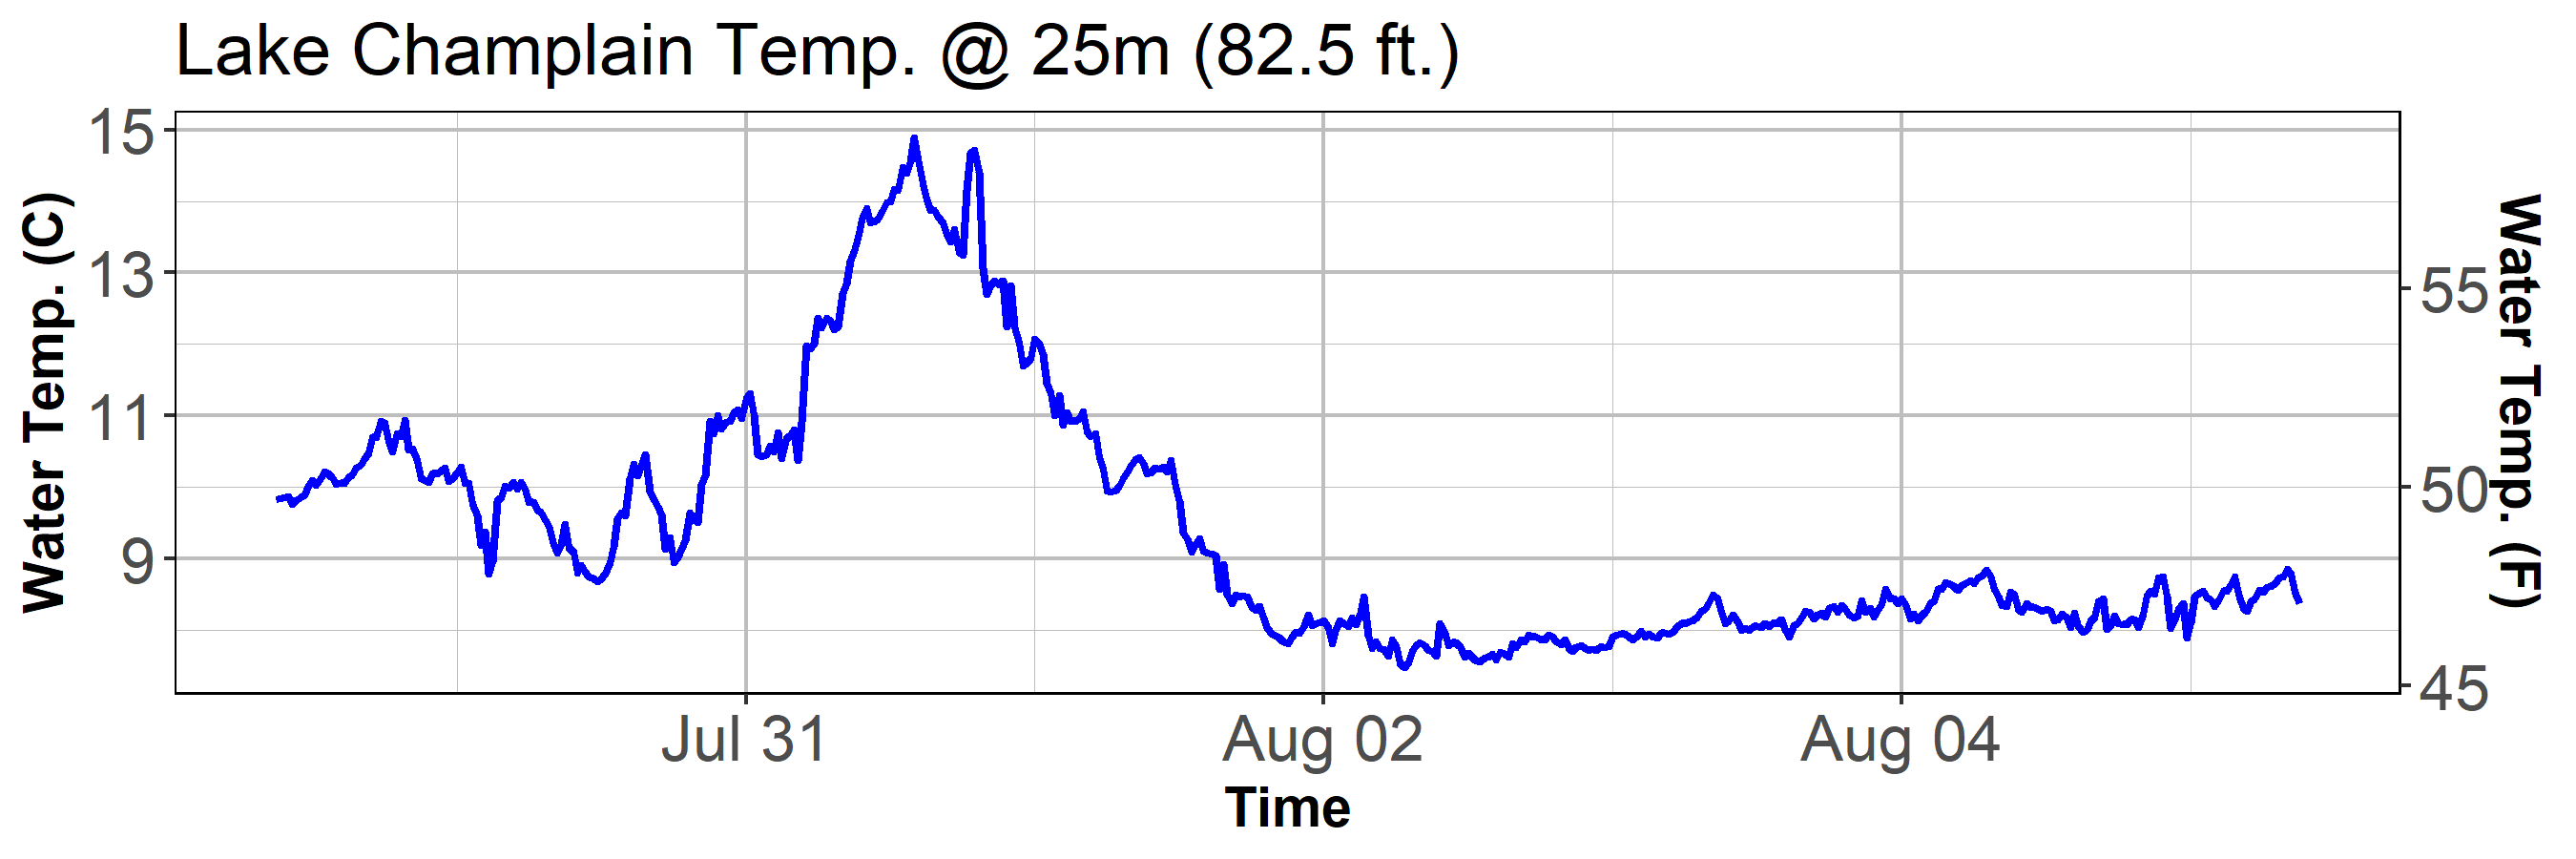 Lake Champlain Temp. @ 25m (82.5 ft.)
Water Temp. (C)
15
13
11
9
55
50
45
Water Temp. (F)
Jul 31
Aug 02
Aug 04
Time